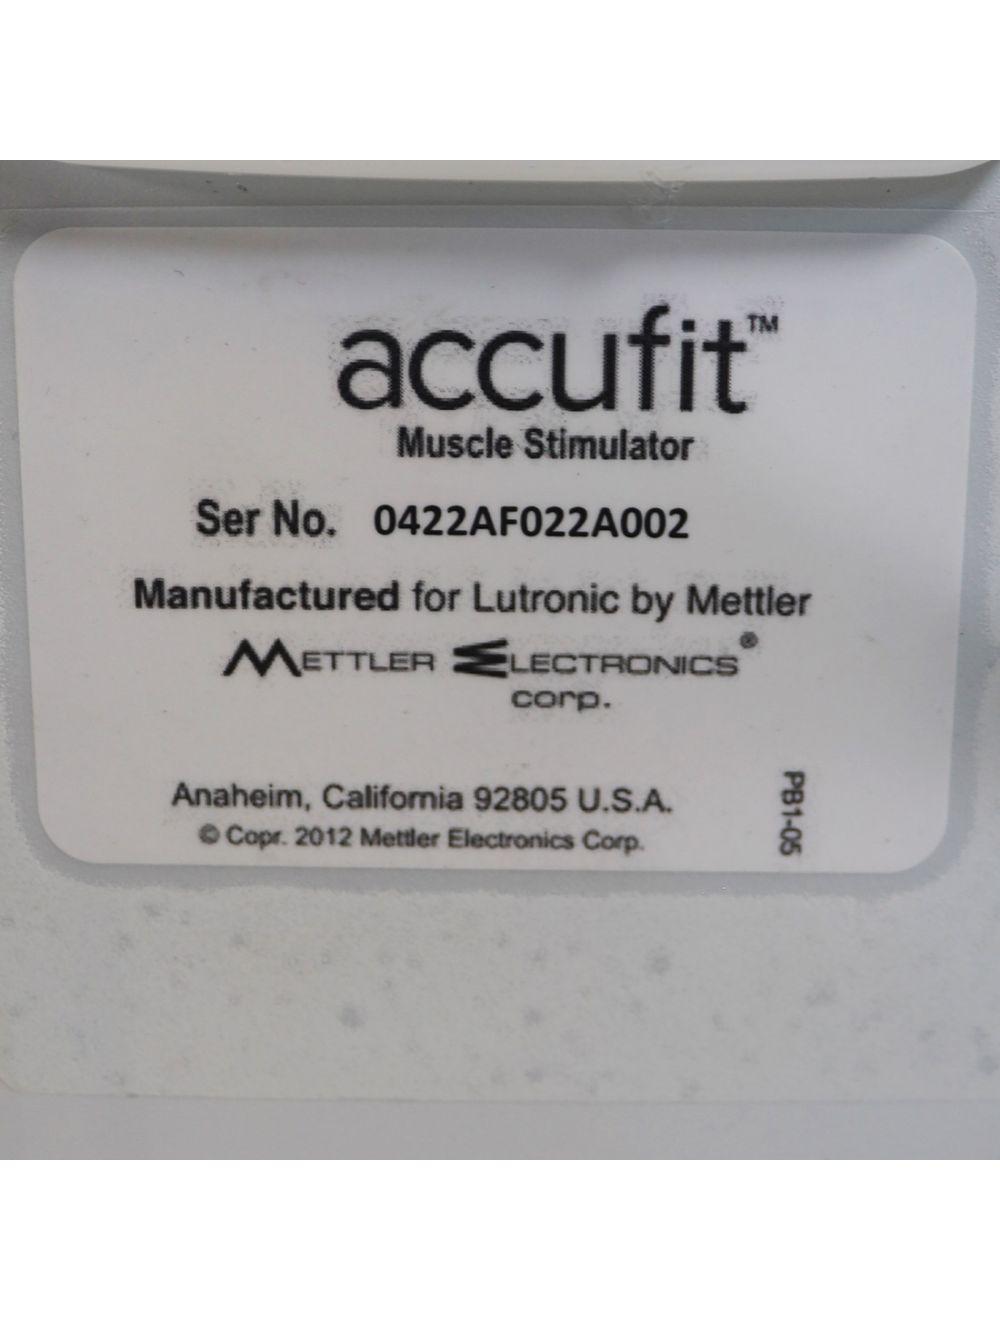 accufit™
Muscle Stimulator
Ser No. 0422AF022A002
Manufactured for Lutronic by Mettler
METTLER ELECTRONICS®
corp.
Anaheim, California 92805 U.S.A.
© Copr. 2012 Mettler Electronics Corp.
PB1-05